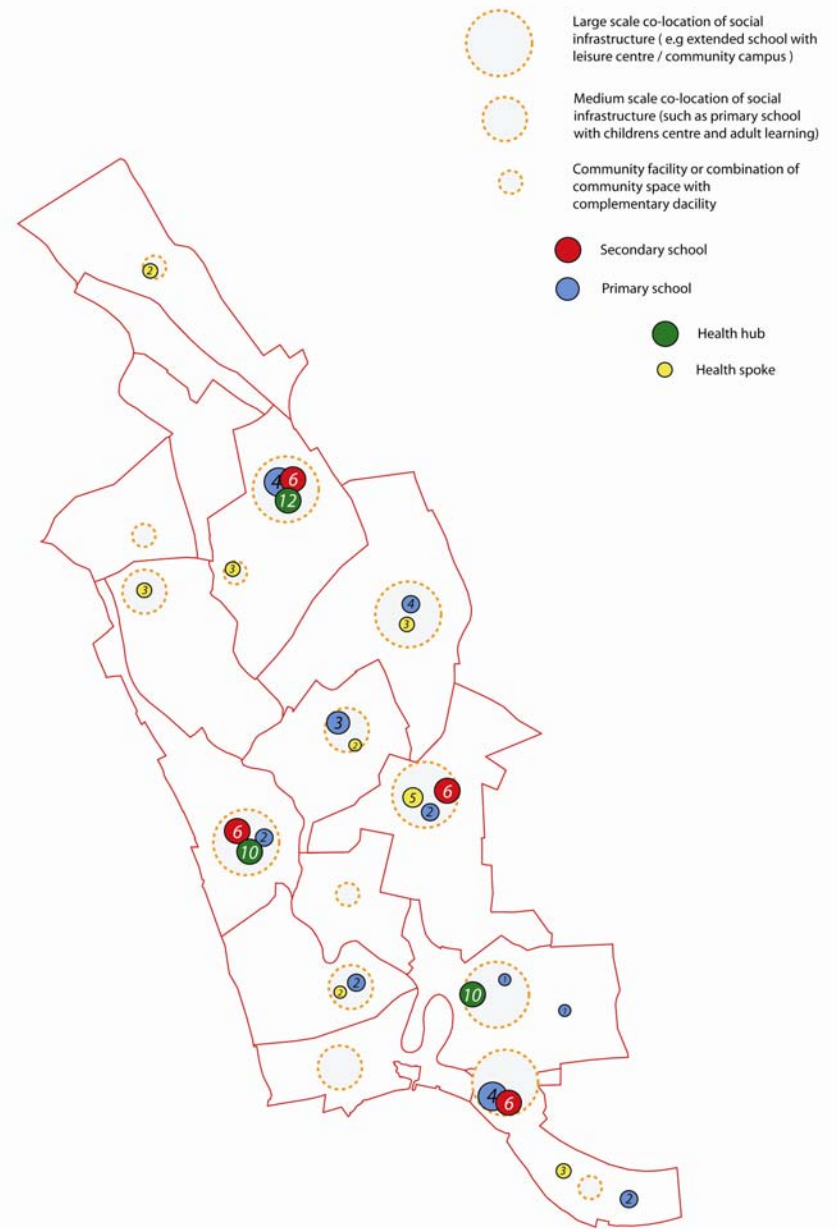 Large scale co-location of social
infrastructure ( e.g extended school with
leisure centre / community campus )
Medium scale co-location of social
infrastructure (such as primary school
with childrens centre and adult learning)
Community facility or combination of
community space with
complementary dacility
Secondary school
Primary school
Health hub
Health spoke
2
4 6
12
3
3
4
3
3
2
6
5
2
6
2
10
2
2
1
10
1
4
6
3
2